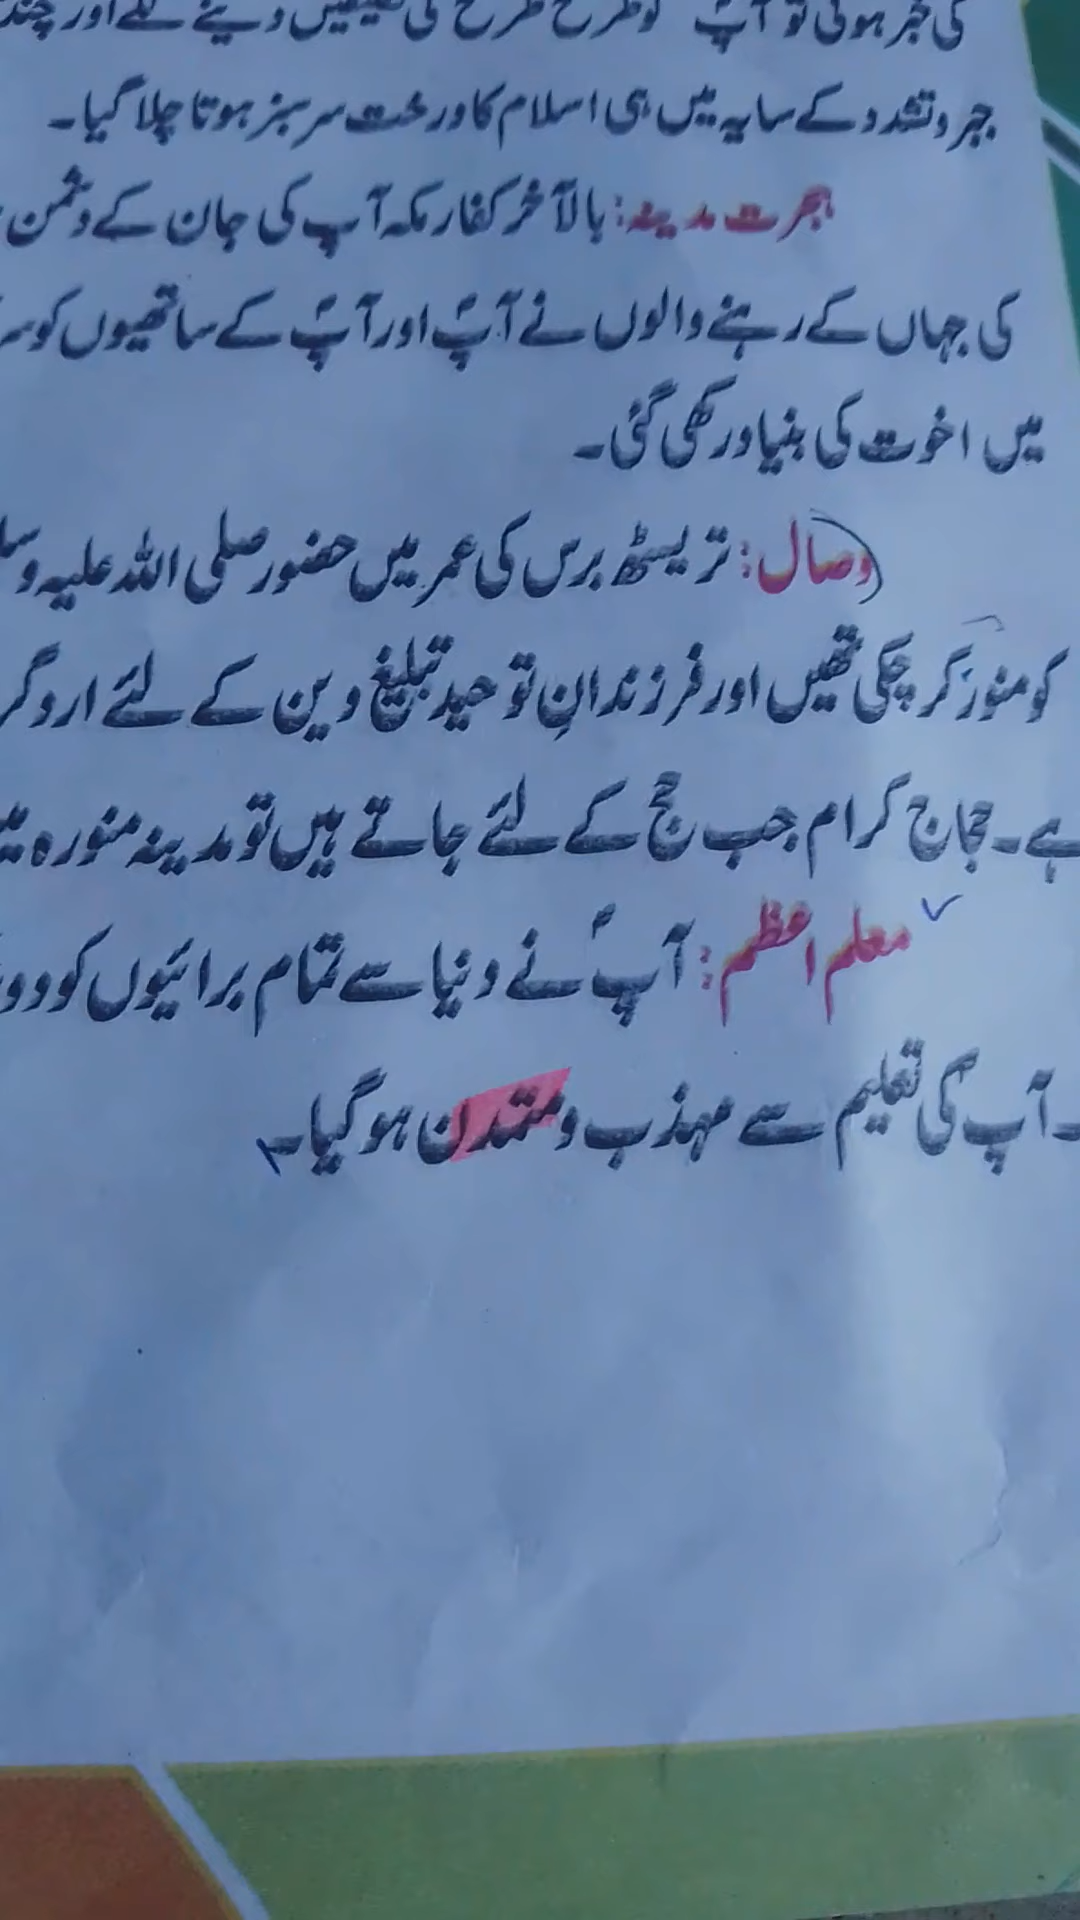 کی خبر ہوئی تو آپؐ کو طرح طرح کی تکلیفیں دینے لگے اور چند
جبر و تشدد کے سایہ میں ہی اسلام کا درخت سرسبز ہوتا چلا گیا۔
ہجرت مدینہ: بالآخر کفار مکہ آپ کی جان کے دشمن
کی جہاں کے رہنے والوں نے آپؐ اور آپؐ کے ساتھیوں کو
میں اخوت کی بنیاد رکھی گئی۔
وصال: تریسٹھ برس کی عمر میں حضور صلی اللہ علیہ
کو منور کر چکی تھیں اور فرزندانِ توحید تبلیغ دین کے لئے
ہے۔ حجاج کرام جب حج کے لئے جاتے ہیں تو مدینہ منورہ
معلم اعظم: آپؐ نے دنیا سے تمام برائیوں کو
آپؐ کی تعلیم سے مہذب و متمدن ہو گیا۔